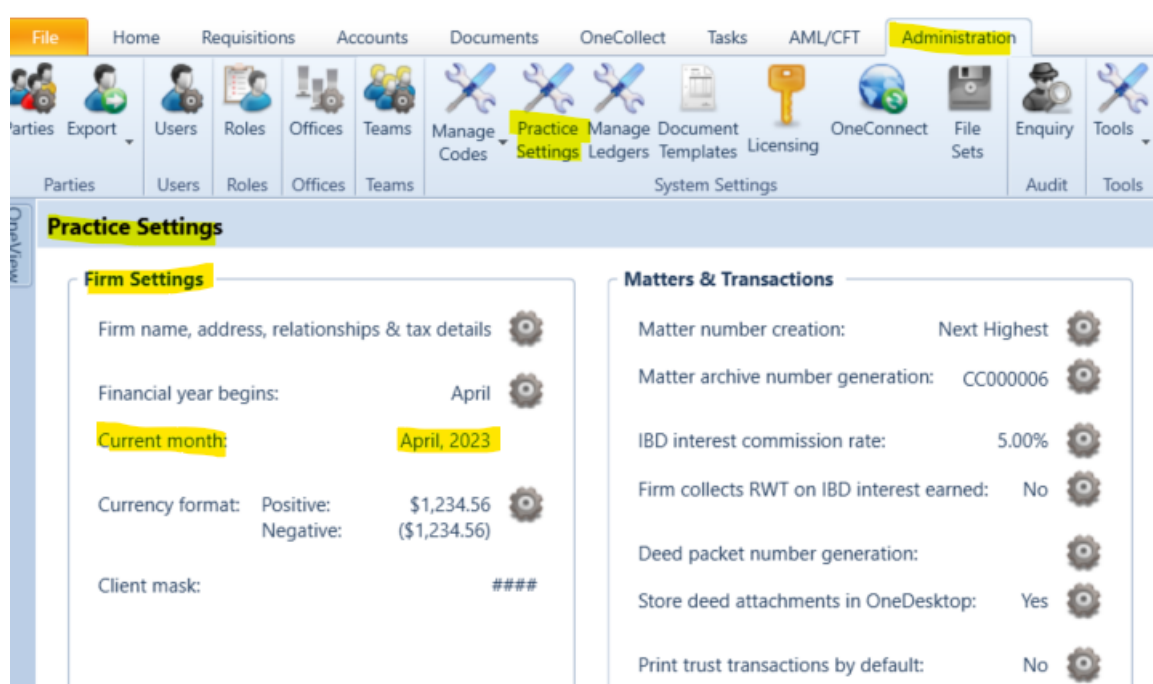 File Home Requisitions Accounts Documents OneCollect Tasks AML/CFT Administration
arties Export Users Roles Offices Teams Manage Codes Practice Settings Manage Ledgers Document Templates Licensing OneConnect File Sets Enquiry Tools
Parties Users Roles Offices Teams System Settings Audit Tools
OneView
Practice Settings
Firm Settings
Firm name, address, relationships & tax details
Financial year begins: April
Current month: April, 2023
Currency format: Positive: $1,234.56
Negative: ($1,234.56)
Client mask: ####
Matters & Transactions
Matter number creation: Next Highest
Matter archive number generation: CC000006
IBD interest commission rate: 5.00%
Firm collects RWT on IBD interest earned: No
Deed packet number generation:
Store deed attachments in OneDesktop: Yes
Print trust transactions by default: No